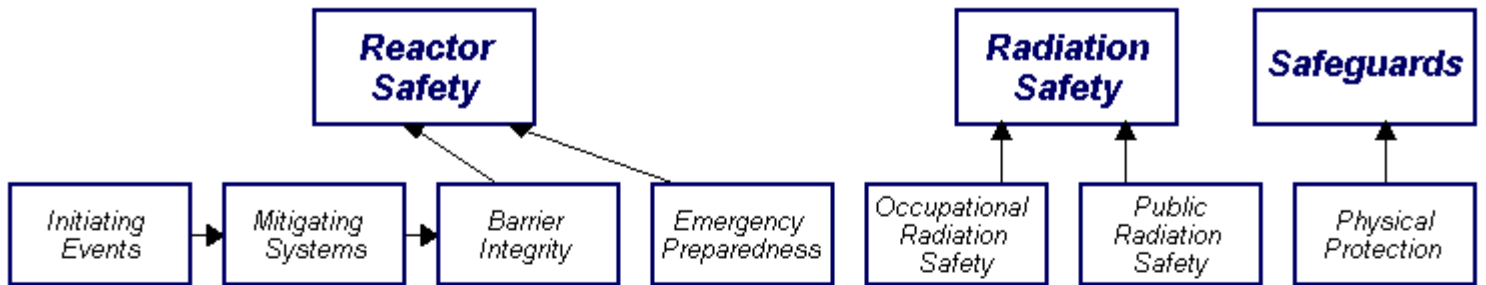 Reactor
Safety
Radiation
Safety
Safeguards
Initiating
Events
Mitigating
Systems
Barrier
Integrity
Emergency
Preparedness
Occupational
Radiation
Safety
Public
Radiation
Safety
Physical
Protection